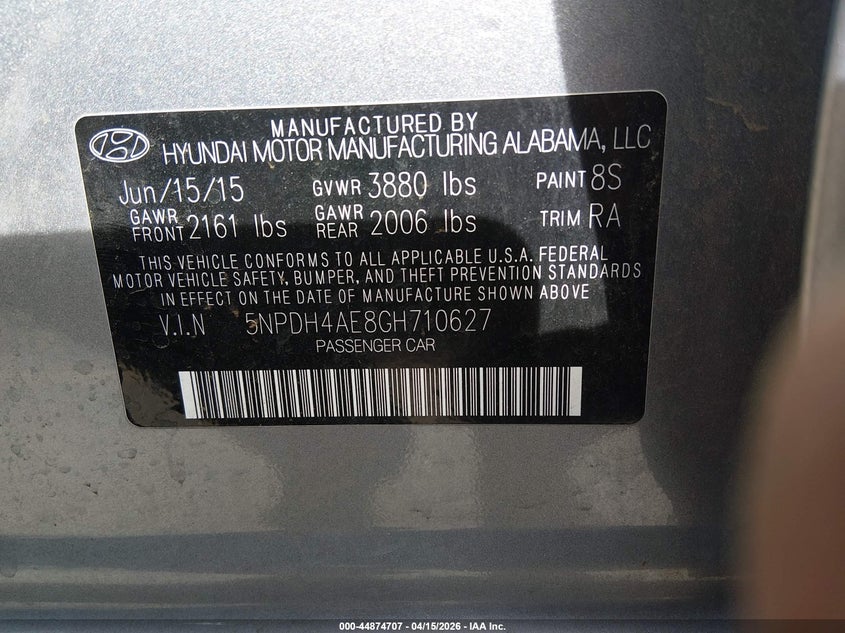 MANUFACTURED BY
HYUNDAI MOTOR MANUFACTURING ALABAMA, LLC
Jun/15/15 GVWR 3880 lbs PAINT 8S
GAWR FRONT 2161 lbs GAWR REAR 2006 lbs TRIM RA
THIS VEHICLE CONFORMS TO ALL APPLICABLE U.S.A. FEDERAL
MOTOR VEHICLE SAFETY, BUMPER, AND THEFT PREVENTION STANDARDS
IN EFFECT ON THE DATE OF MANUFACTURE SHOWN ABOVE.
V.I.N 5NPDH4AE8GH710627
PASSENGER CAR
000-44874707 - 04/15/2026 - IAA Inc.